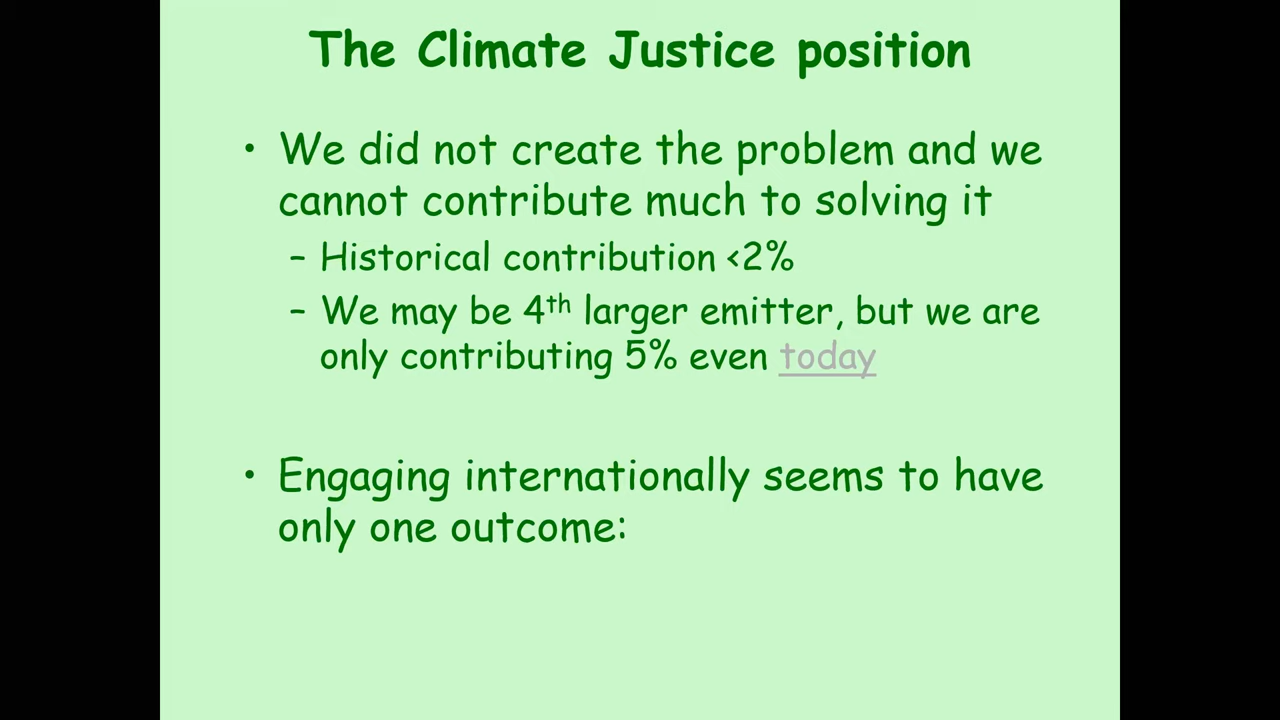 The Climate Justice position
• We did not create the problem and we
cannot contribute much to solving it
– Historical contribution <2%
– We may be 4th larger emitter, but we are
only contributing 5% even today
• Engaging internationally seems to have
only one outcome: